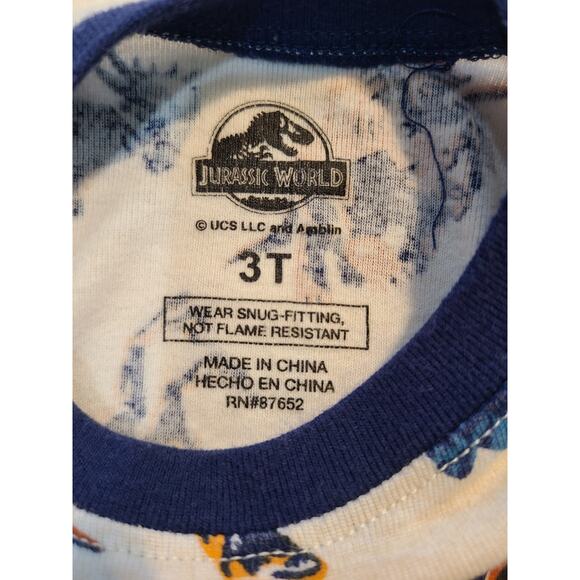 JURASSIC WORLD
© UCS LLC and Amblin
3T
WEAR SNUG-FITTING,
NOT FLAME RESISTANT
MADE IN CHINA
HECHO EN CHINA
RN#87652